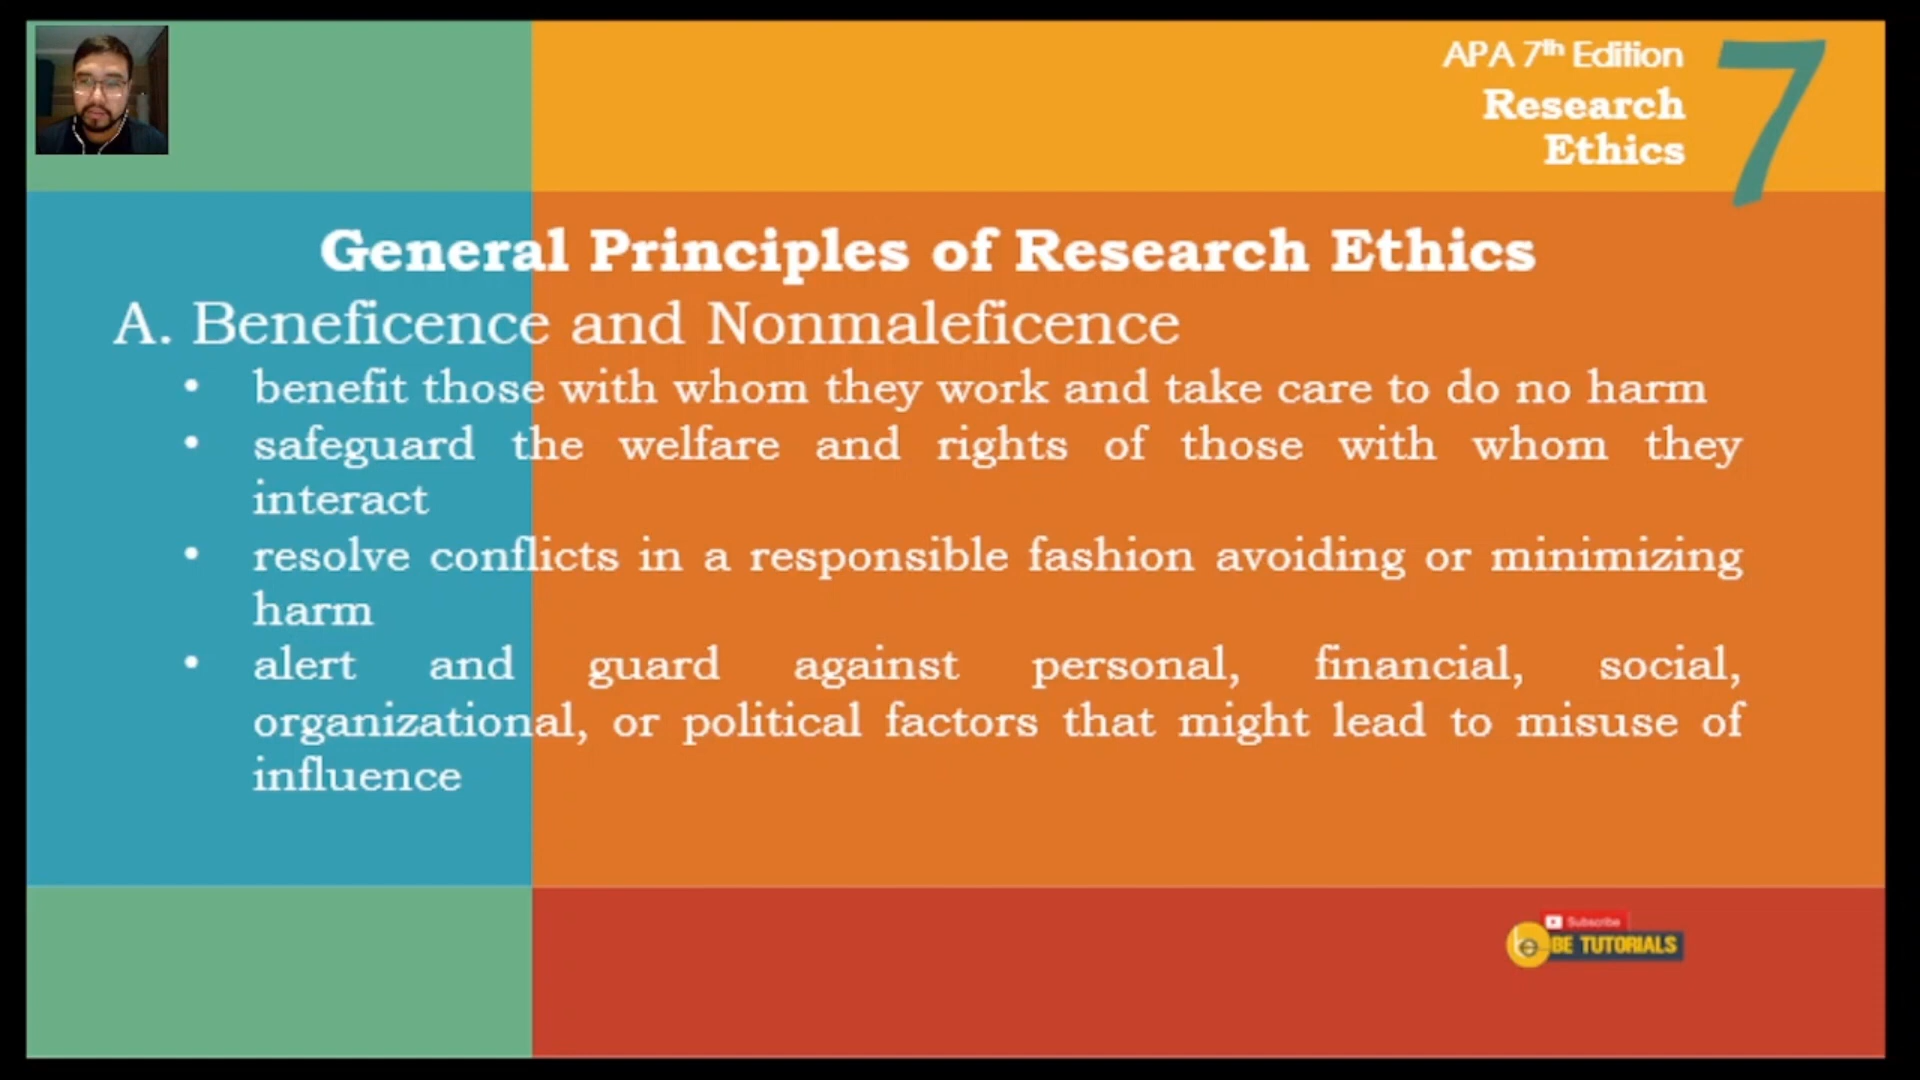 APA 7th Edition
Research
Ethics
7
General Principles of Research Ethics
A. Beneficence and Nonmaleficence
• benefit those with whom they work and take care to do no harm
• safeguard the welfare and rights of those with whom they
interact
• resolve conflicts in a responsible fashion avoiding or minimizing
harm
• alert and guard against personal, financial, social,
organizational, or political factors that might lead to misuse of
influence
Subscribe
BE TUTORIALS